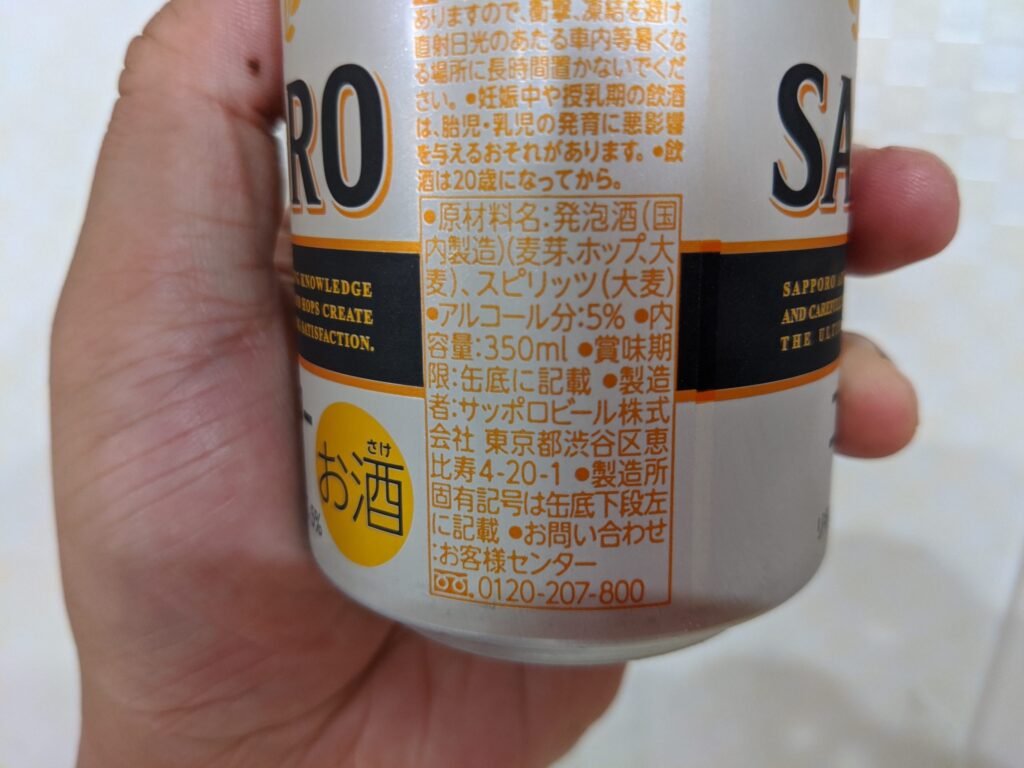 ありますので、衝撃、凍結を避け、
直射日光のあたる車内等暑くな
る場所に長時間置かないでくだ
さい。●妊娠中や授乳期の飲酒
は、胎児・乳児の発育に悪影響
を与えるおそれがあります。●飲
酒は20歳になってから。
●原材料名:発泡酒(国
内製造)(麦芽、ホップ、大
麦)、スピリッツ(大麦)
●アルコール分:5% ●内
容量:350ml ●賞味期
限:缶底に記載 ●製造
者:サッポロビール株式
会社 東京都渋谷区恵
比寿4-20-1 ●製造所
固有記号は缶底下段左
に記載 ●お問い合わせ
:お客様センター
0120-207-800
RO
KNOWLEDGE
HOPS CREATE
SATISFACTION.
さけ
お酒
5%
SA
SAPPORO
AND
THE